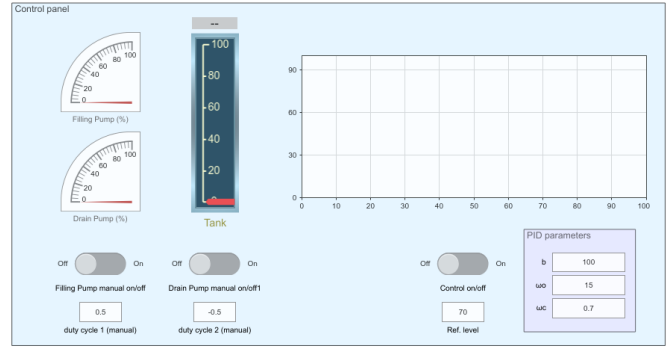 Control panel
--
0 20 40 60 80 100
Filling Pump (%)
0 20 40 60 80 100
Drain Pump (%)
100
80
60
40
20
0
Tank
90
60
30
0
0 10 20 30 40 50 60 70 80 90 100
PID parameters
b 100
ωo 15
ωc 0.7
Off On
Filling Pump manual on/off
Off On
Drain Pump manual on/off1
Off On
Control on/off
0.5
duty cycle 1 (manual)
-0.5
duty cycle 2 (manual)
70
Ref. level